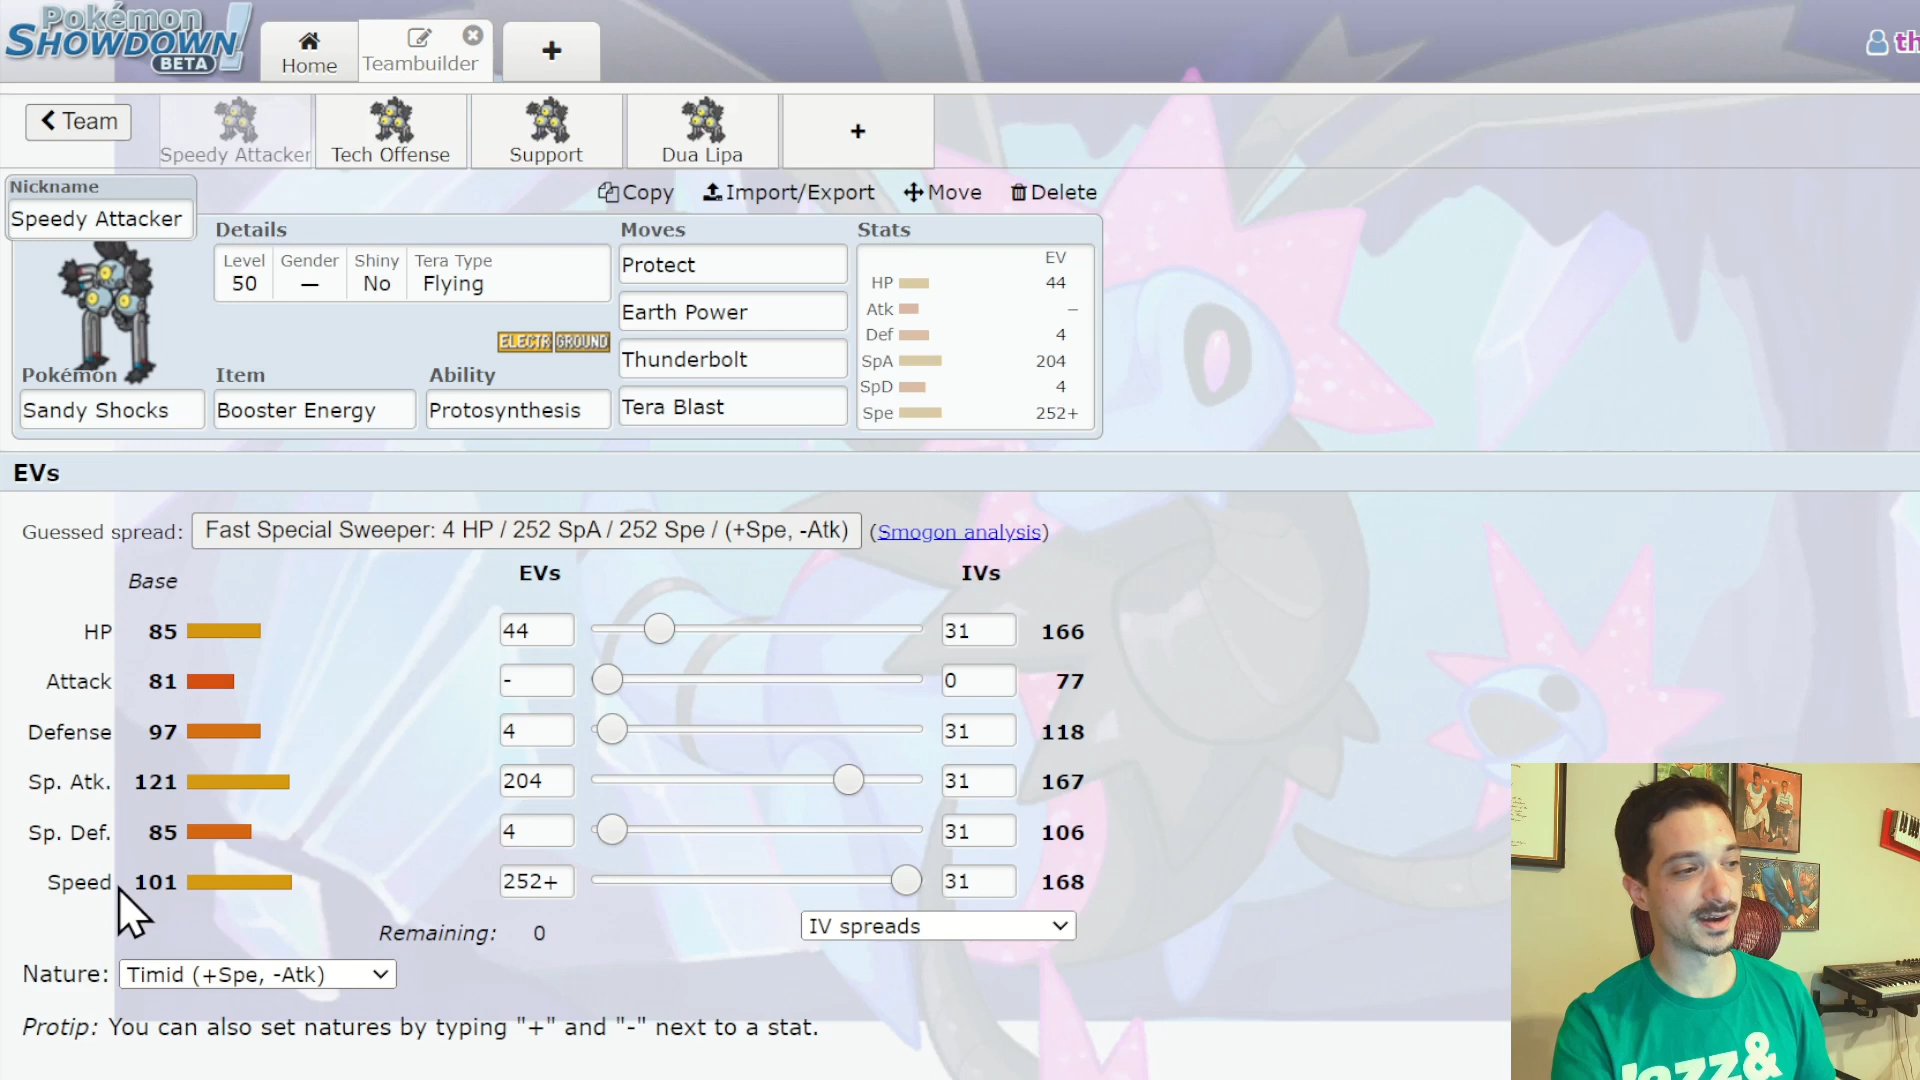 Pokémon
SHOWDOWN!
BETA
Home
Teambuilder
+
th
Team
Speedy Attacker
Tech Offense
Support
Dua Lipa
+
Nickname
Speedy Attacker
Copy
Import/Export
Move
Delete
Details
Level
50
Gender
—
Shiny
No
Tera Type
Flying
ELECTR GROUND
Pokémon
Sandy Shocks
Item
Booster Energy
Ability
Protosynthesis
Moves
Protect
Earth Power
Thunderbolt
Tera Blast
Stats
EV
HP 44
Atk –
Def 4
SpA 204
SpD 4
Spe 252+
EVs
Guessed spread: Fast Special Sweeper: 4 HP / 252 SpA / 252 Spe / (+Spe, -Atk) (Smogon analysis)
Base EVs IVs
HP 85 44 31 166
Attack 81 - 0 77
Defense 97 4 31 118
Sp. Atk. 121 204 31 167
Sp. Def. 85 4 31 106
Speed 101 252+ 31 168
Remaining: 0
IV spreads
Nature: Timid (+Spe, -Atk)
Protip: You can also set natures by typing "+" and "-" next to a stat.
Jazz&